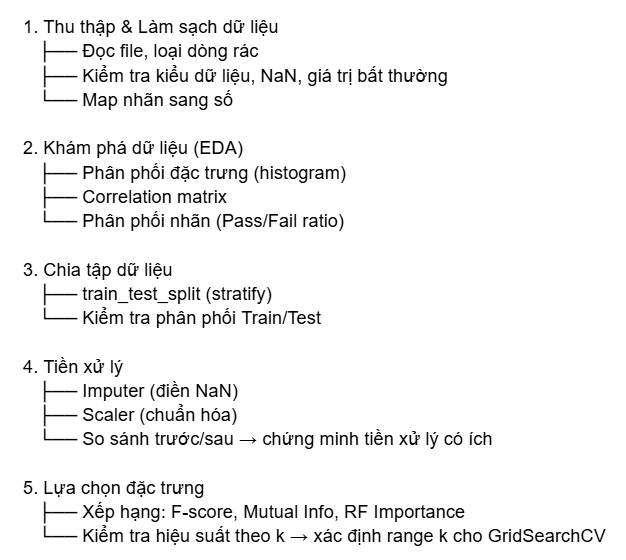 1. Thu thập & Làm sạch dữ liệu
├── Đọc file, loại dòng rác
├── Kiểm tra kiểu dữ liệu, NaN, giá trị bất thường
└── Map nhãn sang số
2. Khám phá dữ liệu (EDA)
├── Phân phối đặc trưng (histogram)
├── Correlation matrix
└── Phân phối nhãn (Pass/Fail ratio)
3. Chia tập dữ liệu
├── train_test_split (stratify)
└── Kiểm tra phân phối Train/Test
4. Tiền xử lý
├── Imputer (điền NaN)
├── Scaler (chuẩn hóa)
└── So sánh trước/sau → chứng minh tiền xử lý có ích
5. Lựa chọn đặc trưng
├── Xếp hạng: F-score, Mutual Info, RF Importance
└── Kiểm tra hiệu suất theo k → xác định range k cho GridSearchCV